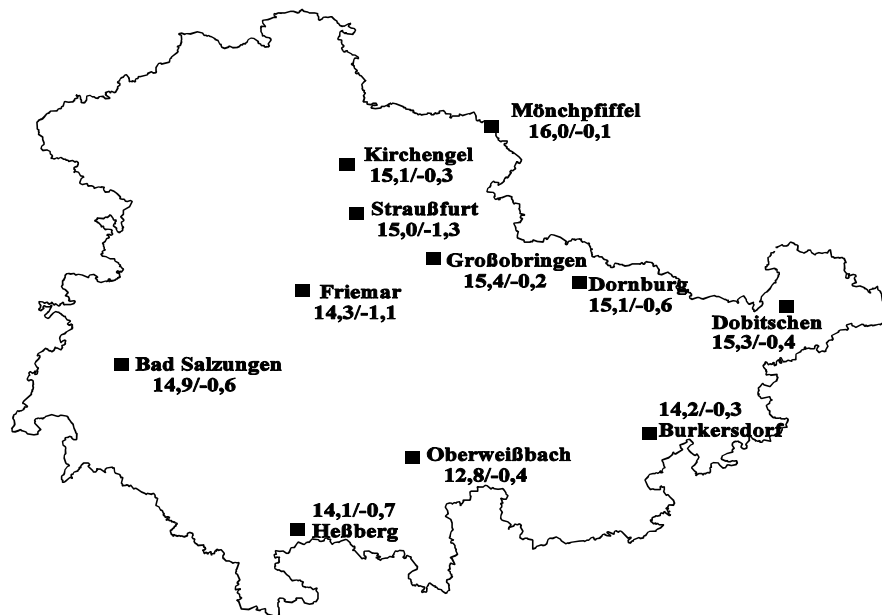 Mönchpfiffel
16,0/-0,1
Kirchengel
15,1/-0,3
Straußfurt
15,0/-1,3
Großobringen
15,4/-0,2
Dornburg
15,1/-0,6
Friemar
14,3/-1,1
Dobitschen
15,3/-0,4
Bad Salzungen
14,9/-0,6
14,2/-0,3
Burkersdorf
Oberweißbach
12,8/-0,4
14,1/-0,7
Heßberg